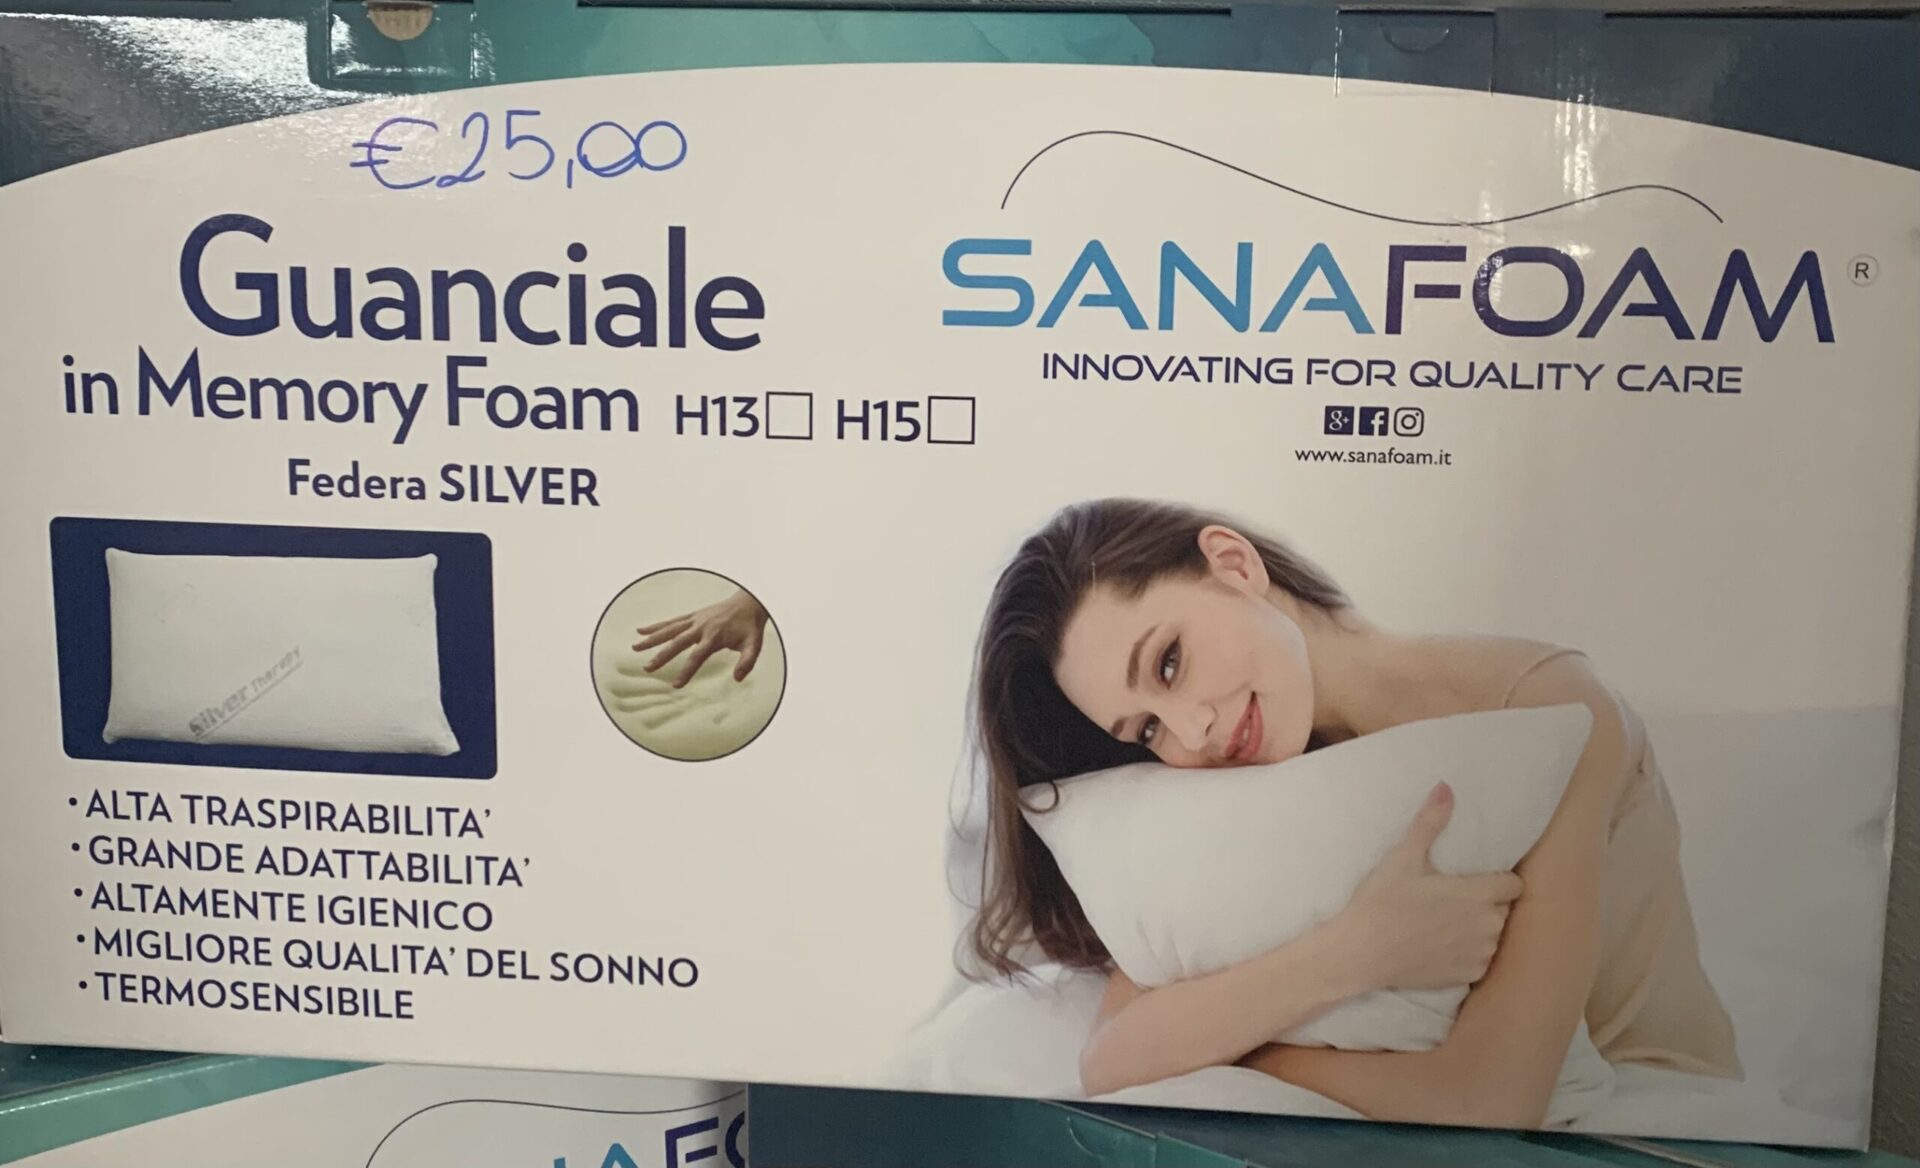 €25,00
Guanciale
in Memory Foam H13 H15
Federa SILVER
Silver Therapy
• ALTA TRASPIRABILITA'
• GRANDE ADATTABILITA'
• ALTAMENTE IGIENICO
• MIGLIORE QUALITA' DEL SONNO
• TERMOSENSIBILE
SANAFOAM®
INNOVATING FOR QUALITY CARE
g+ f
www.sanafoam.it